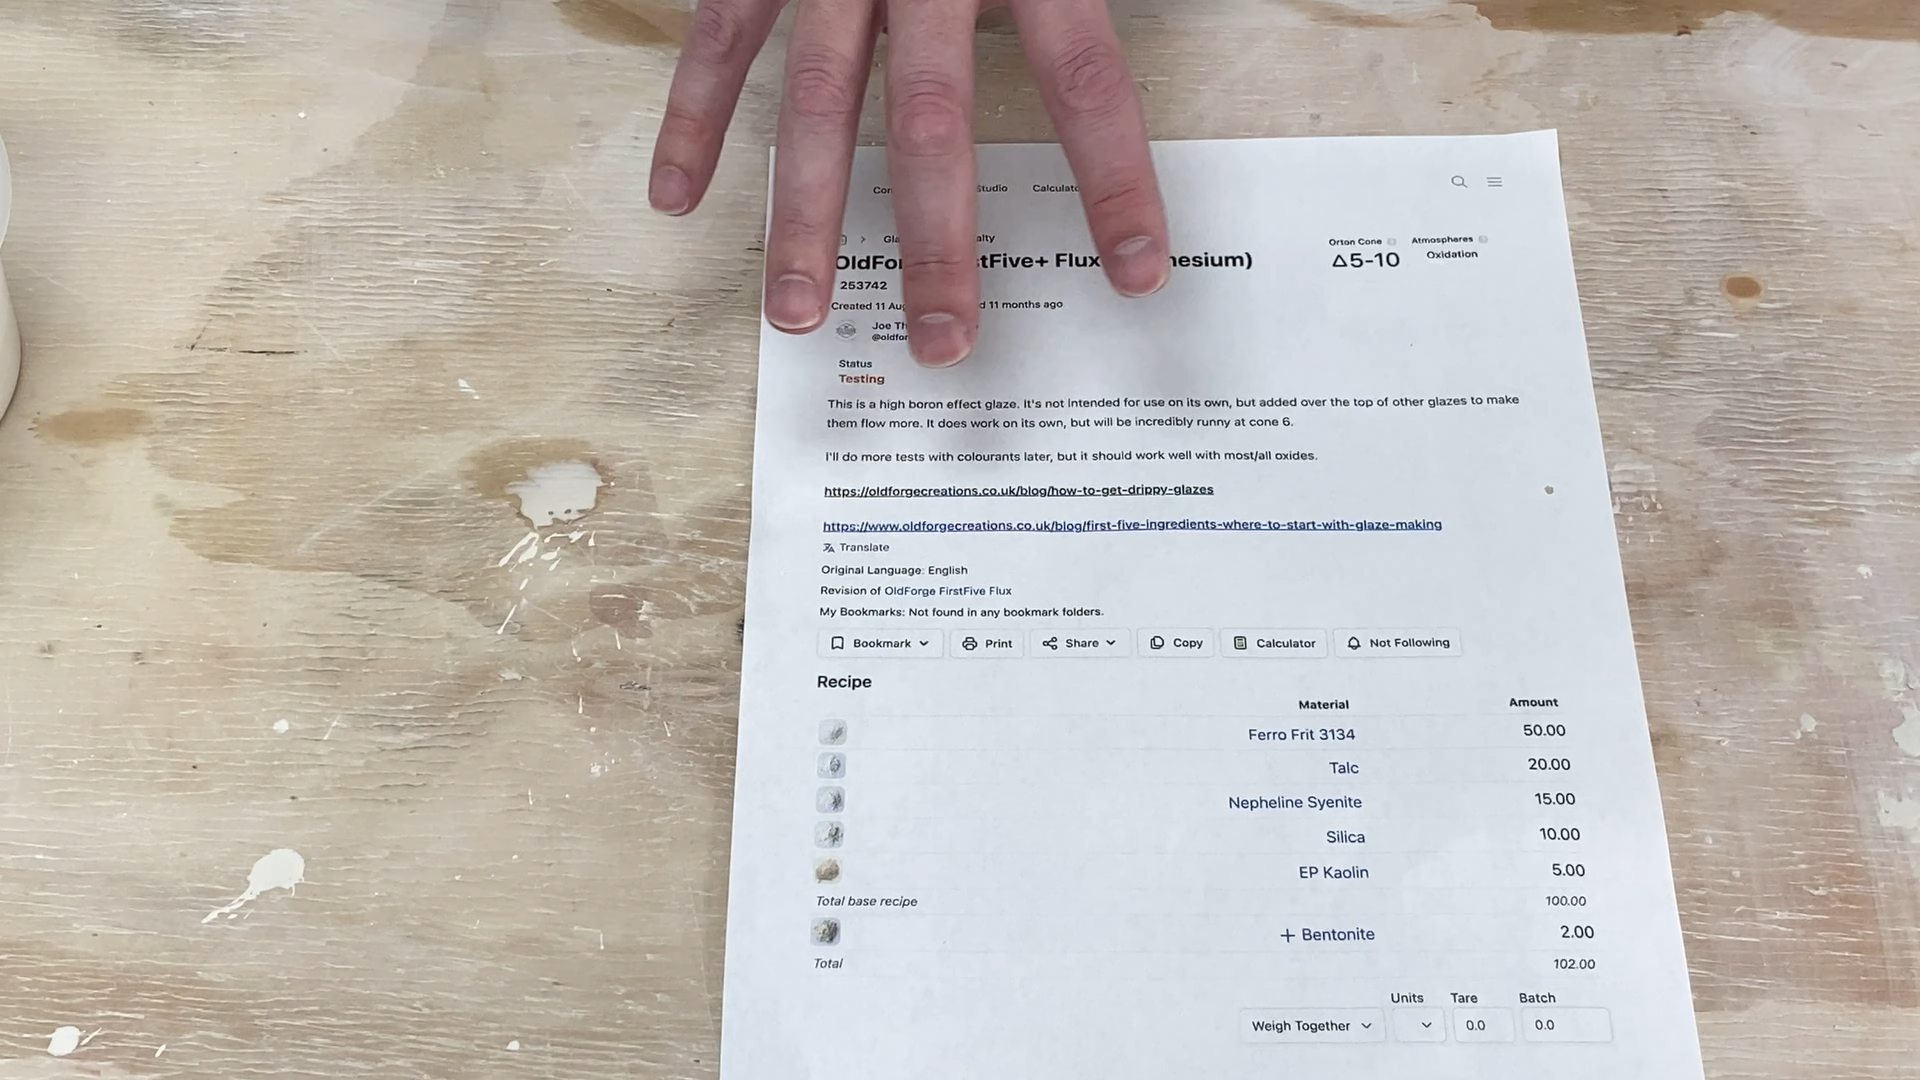 Studio
OldFo Flux nesium)
Orton Cone Atmospheres
Δ5-10 Oxidation
253742
Created 11 11 months ago
Joe
Status
Testing
This is a high boron effect glaze. It's not intended for use on its own, but added over the top of other glazes to make
them flow more. It does work on its own, but will be incredibly runny at cone 6.
I'll do more tests with colourants later, but it should work well with most/all oxides.
https://oldforgecreations.co.uk/blog/how-to-get-drippy-glazes
https://www.oldforgecreations.co.uk/blog/first-five-ingredients-where-to-start-with-glaze-making
Translate
Original Language: English
Revision of OldForge FirstFive Flux
My Bookmarks: Not found in any bookmark folders.
Bookmark Print Share Copy Calculator Not Following
Recipe
Material Amount
Ferro Frit 3134 50.00
Talc 20.00
Nepheline Syenite 15.00
Silica 10.00
EP Kaolin 5.00
Total base recipe 100.00
+ Bentonite 2.00
Total 102.00
Units Tare Batch
Weigh Together 0.0 0.0